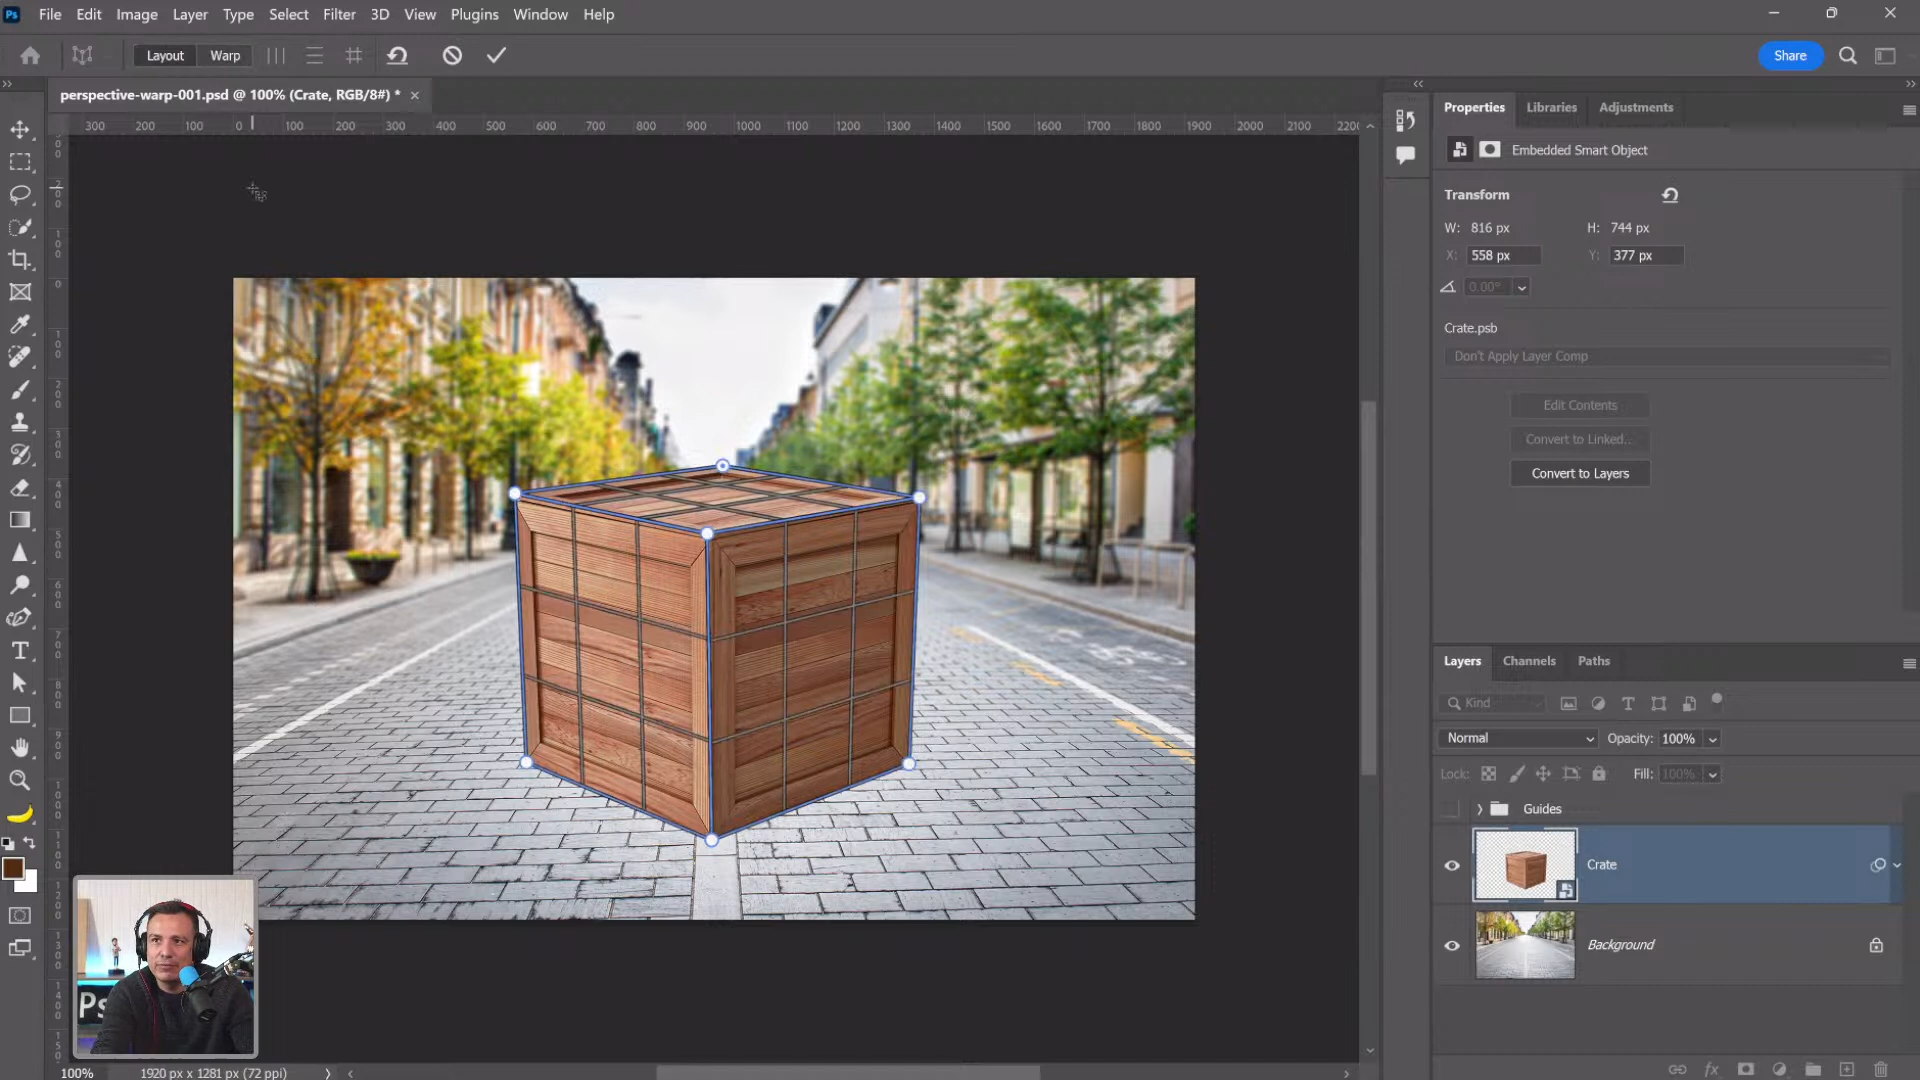 Ps File Edit Image Layer Type Select Filter 3D View Plugins Window Help
Layout Warp Share
perspective-warp-001.psd @ 100% (Crate, RGB/8#) *
300 200 100 0 100 200 300 400 500 600 700 800 900 1000 1100 1200 1300 1400 1500 1600 1700 1800 1900 2000 2100 220
Properties Libraries Adjustments
Embedded Smart Object
Transform
W: 816 px H: 744 px
X: 558 px Y: 377 px
0.00°
Crate.psb
Don't Apply Layer Comp
Edit Contents
Convert to Linked...
Convert to Layers
Layers Channels Paths
Kind
Normal Opacity: 100%
Lock: Fill: 100%
Guides
Crate
Background
Ps
100% 1920 px x 1281 px (72 ppi)